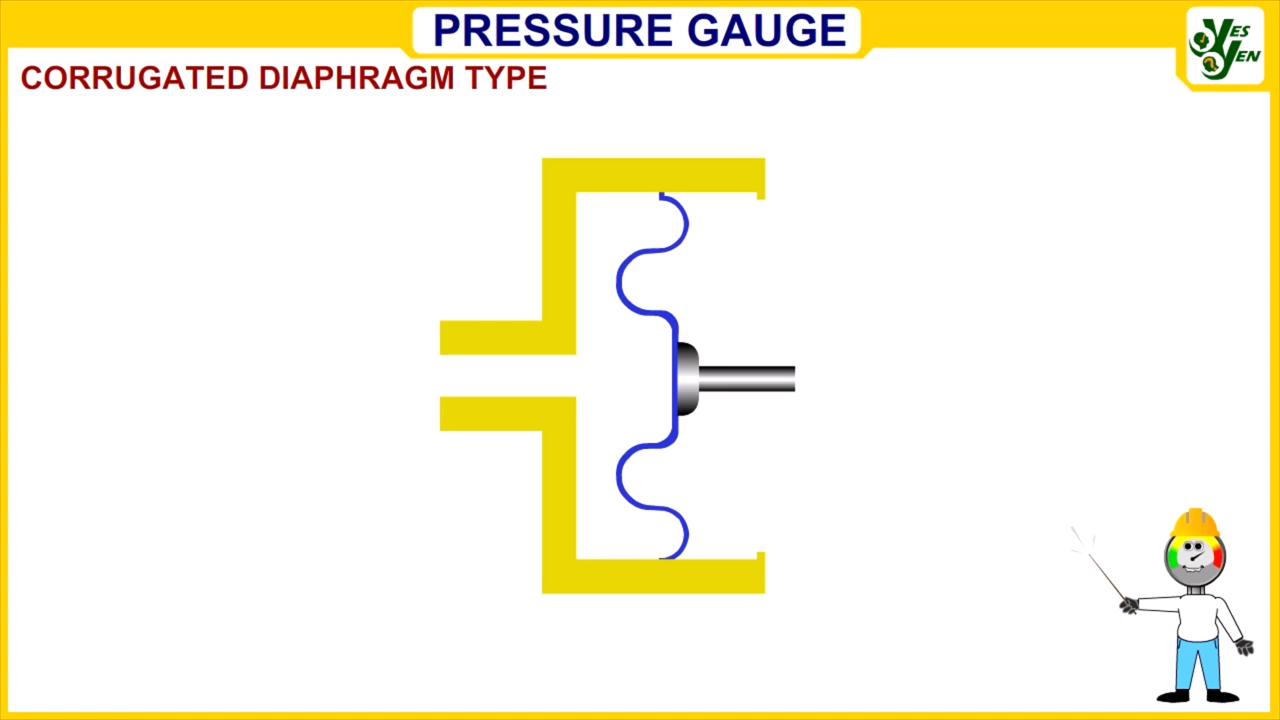 PRESSURE GAUGE
YES
YEN
CORRUGATED DIAPHRAGM TYPE